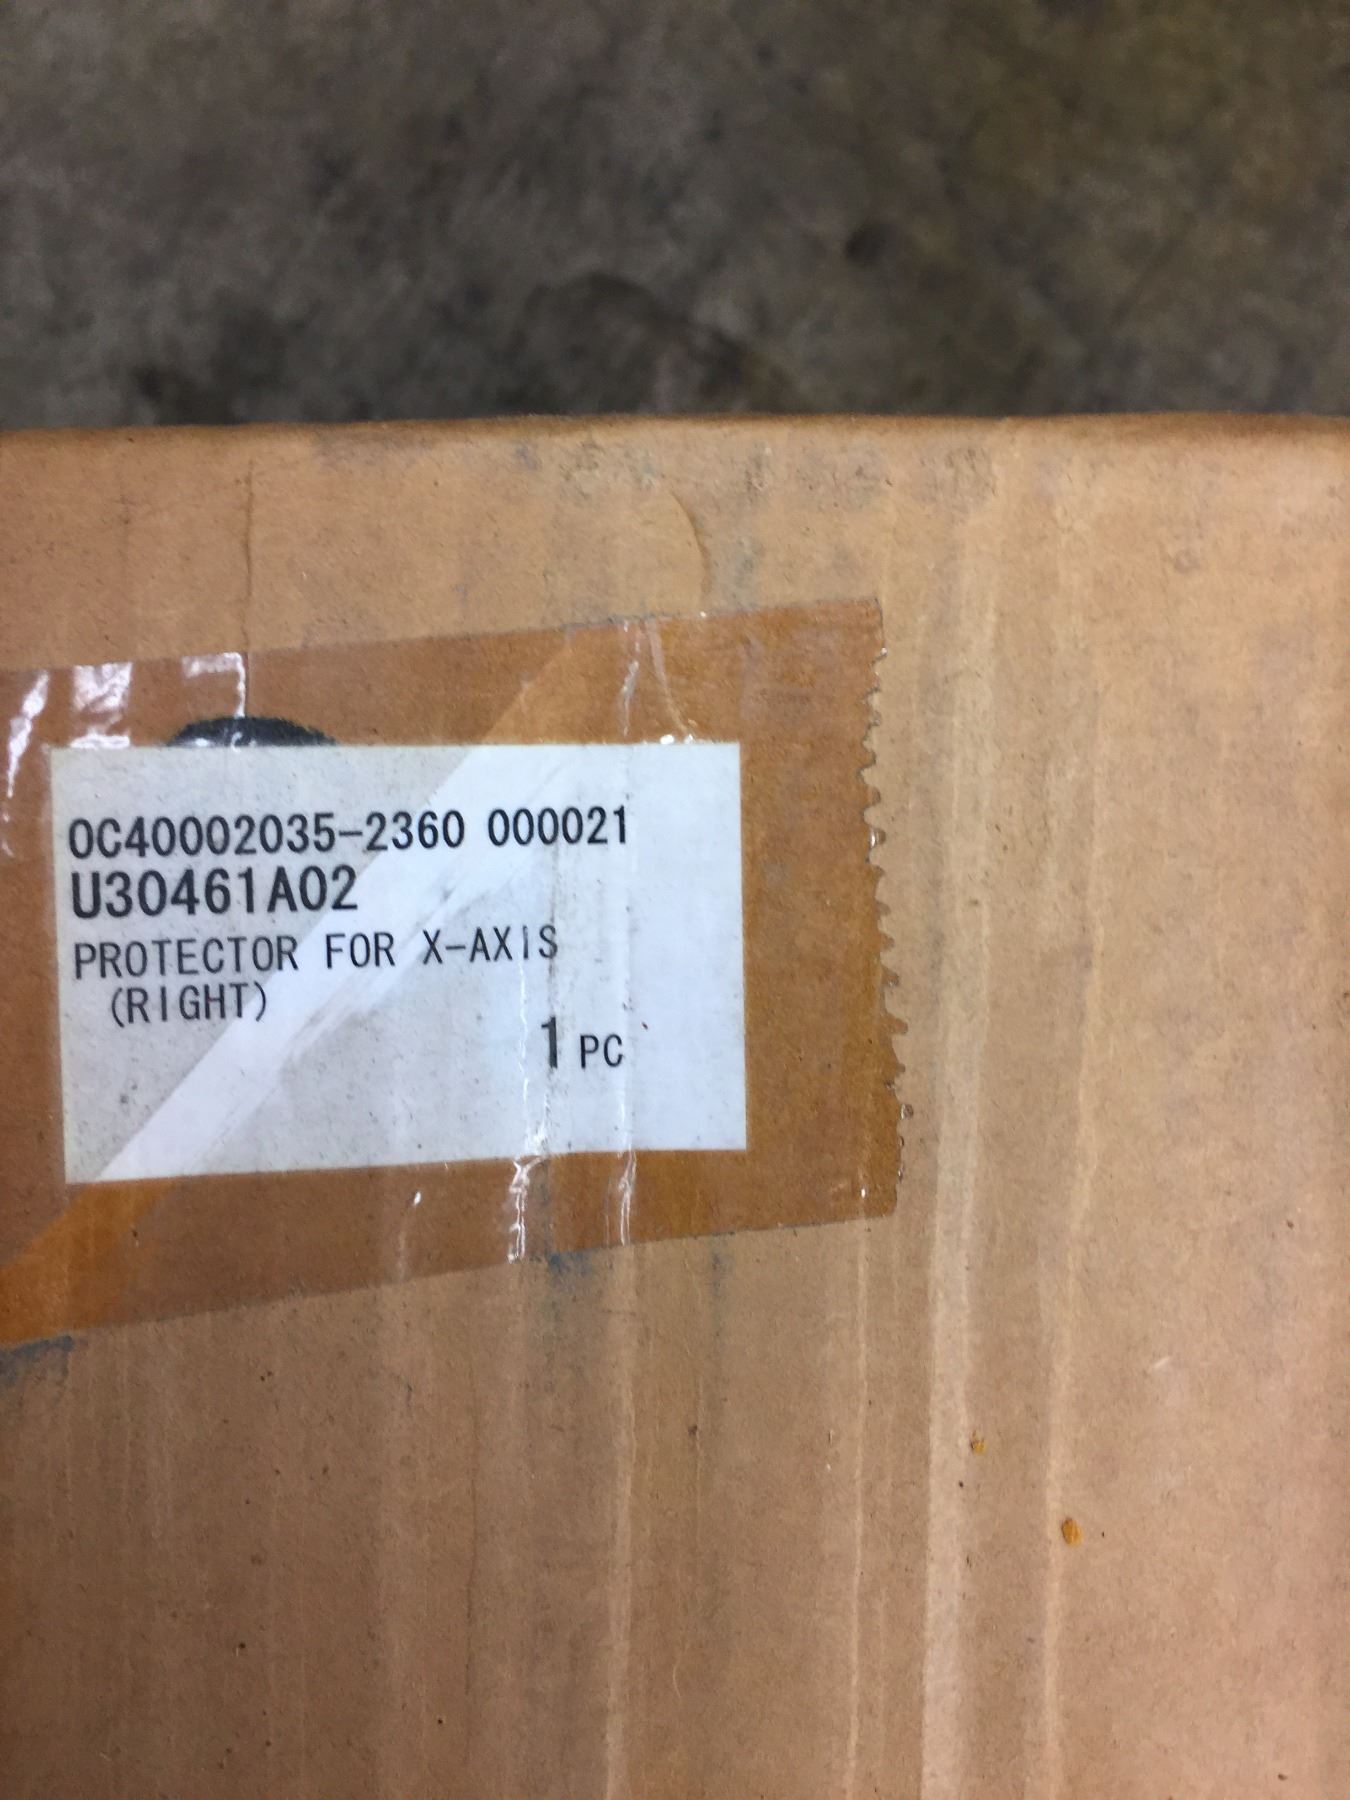 0C40002035-2360 000021
U30461A02
PROTECTOR FOR X-AXIS
(RIGHT)
1 PC